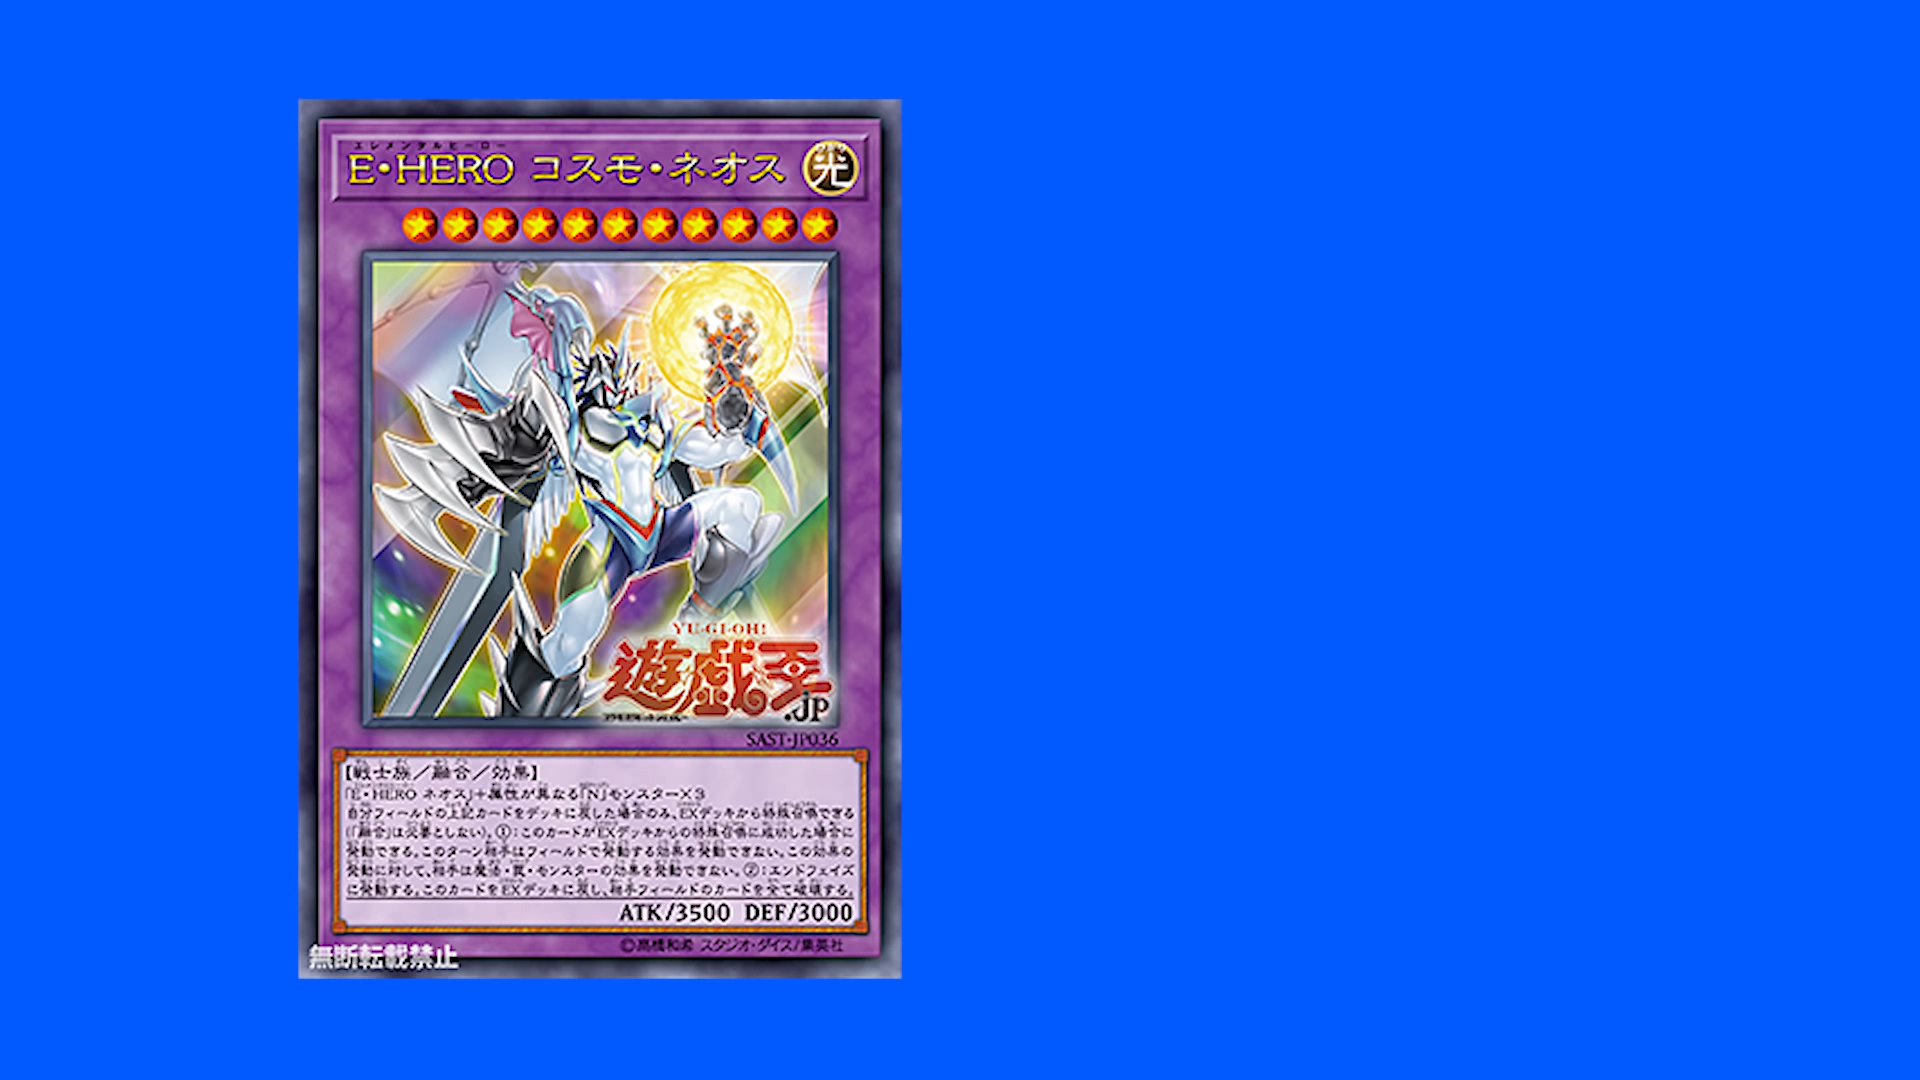 エレメンタルヒーロー
E・HERO コスモ・ネオス
光
YU-GI-OH!
遊戯王
.JP
SAST-JP036
【戦士族／融合／効果】
「E・HERO ネオス」＋属性が異なる「N」モンスター×３
自分フィールドの上記カードをデッキに戻した場合のみ、EXデッキから特殊召喚できる
（「融合」は必要としない）。①：このカードがEXデッキからの特殊召喚に成功した場合に
発動できる。このターン相手はフィールドで発動する効果を発動できない。この効果の
発動に対して、相手は魔法・罠・モンスターの効果を発動できない。②：エンドフェイズ
に発動する。このカードをEXデッキに戻し、相手フィールドのカードを全て破壊する。
ATK/3500 DEF/3000
©高橋和希 スタジオ・ダイス/集英社
無断転載禁止